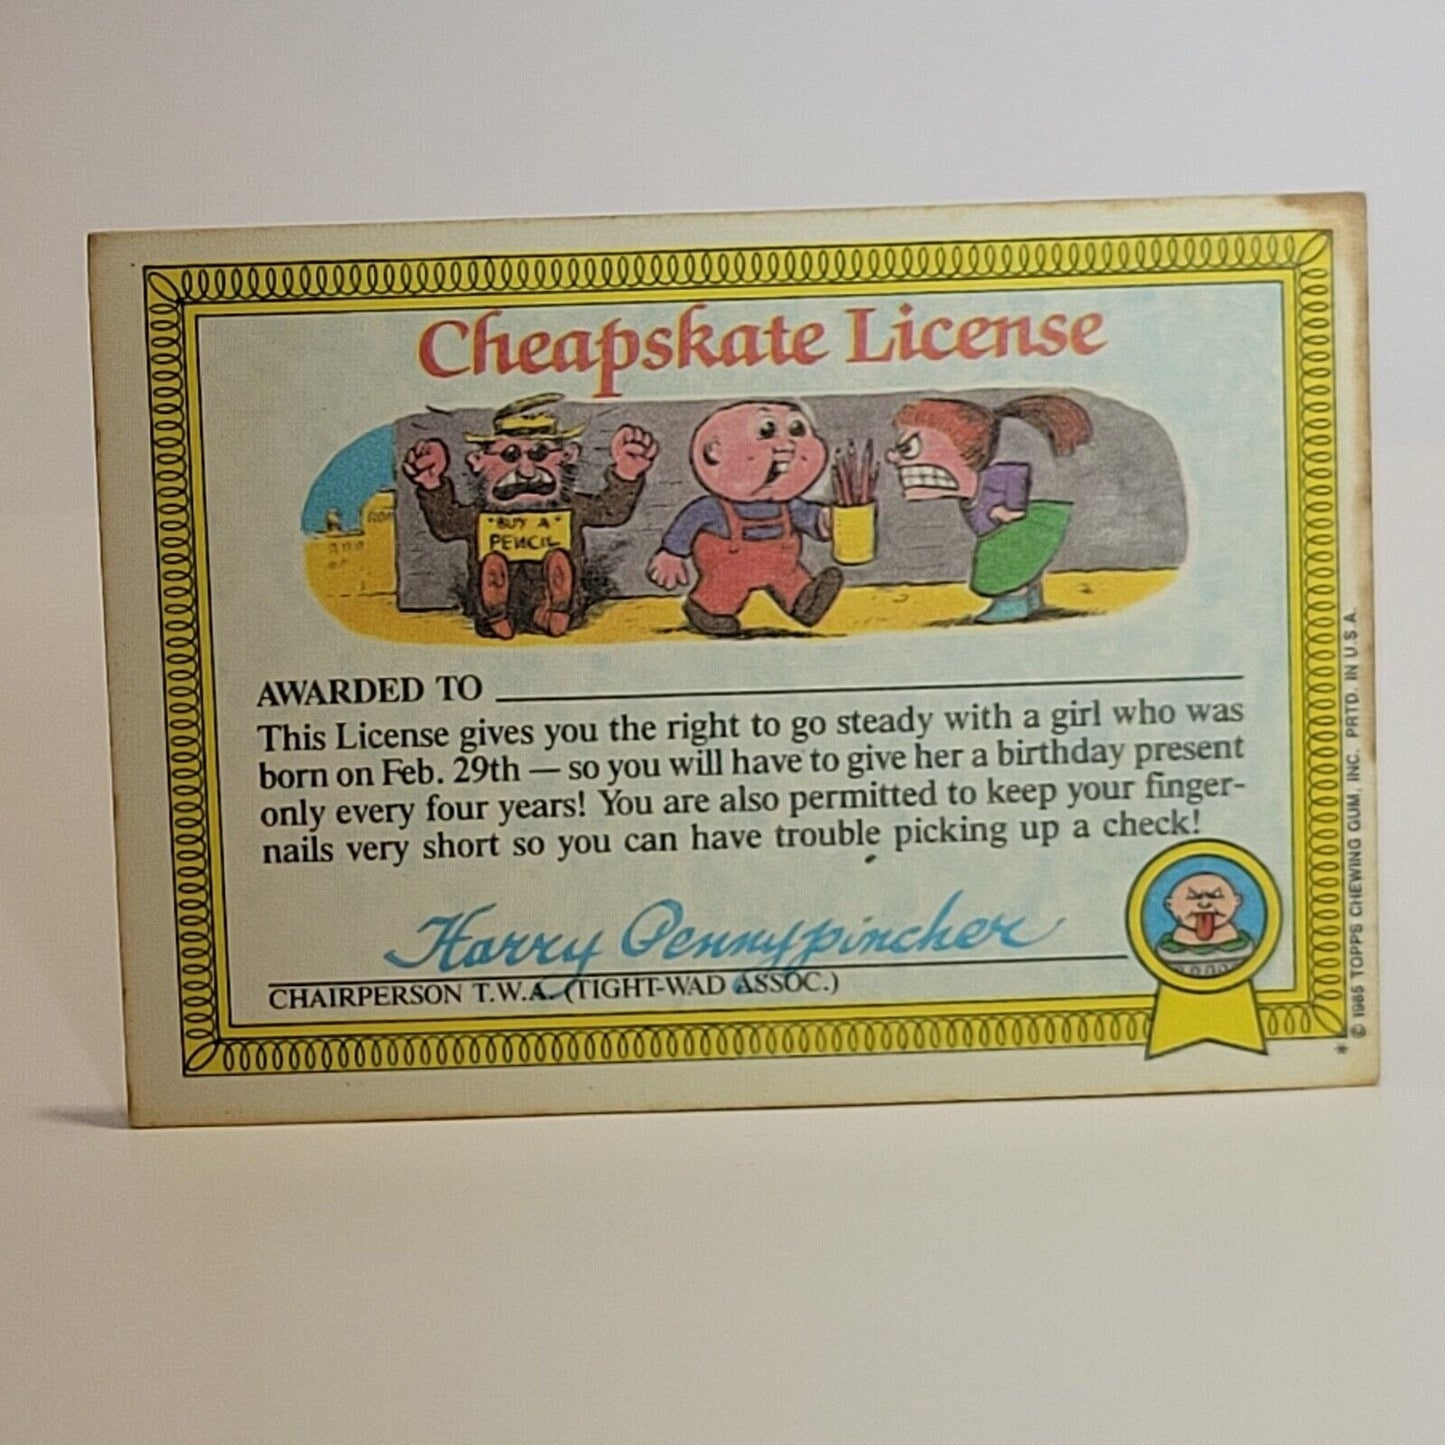 Cheapskate License
"BUY A"
PENCIL
AWARDED TO
This License gives you the right to go steady with a girl who was
born on Feb. 29th — so you will have to give her a birthday present
only every four years! You are also permitted to keep your finger-
nails very short so you can have trouble picking up a check!
Harry Pennypincher
CHAIRPERSON T.W.A. (TIGHT-WAD ASSOC.)
* © 1985 TOPPS CHEWING GUM, INC. PRTD. IN U.S.A.